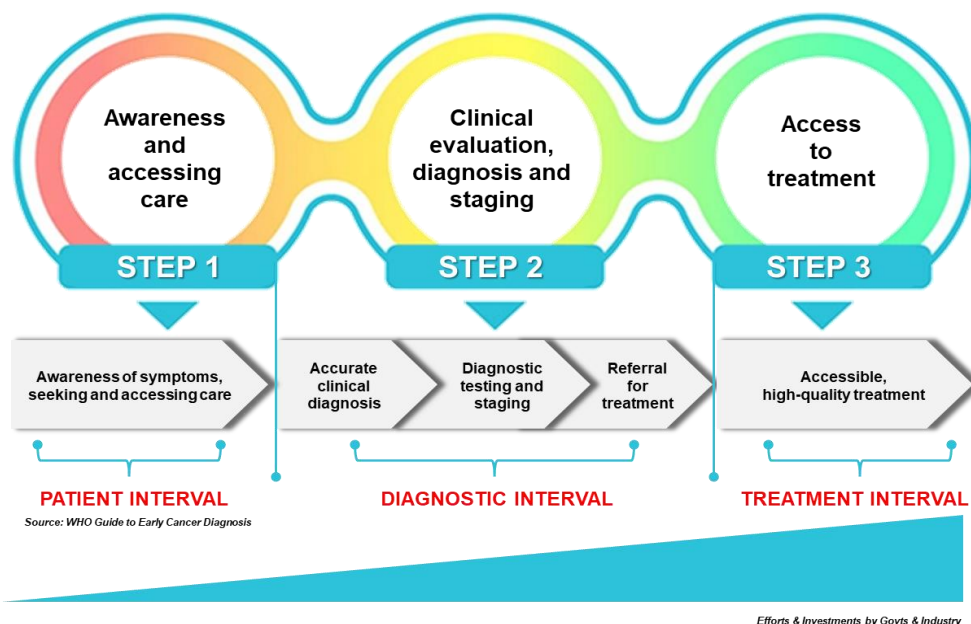 Awareness
and
accessing
care
Clinical
evaluation,
diagnosis and
staging
Access
to
treatment
STEP 1
STEP 2
STEP 3
Awareness of symptoms,
seeking and accessing care
Accurate
clinical
diagnosis
Diagnostic
testing and
staging
Referral
for
treatment
Accessible,
high-quality treatment
PATIENT INTERVAL
DIAGNOSTIC INTERVAL
TREATMENT INTERVAL
Source: WHO Guide to Early Cancer Diagnosis
Efforts & Investments by Govts & Industry